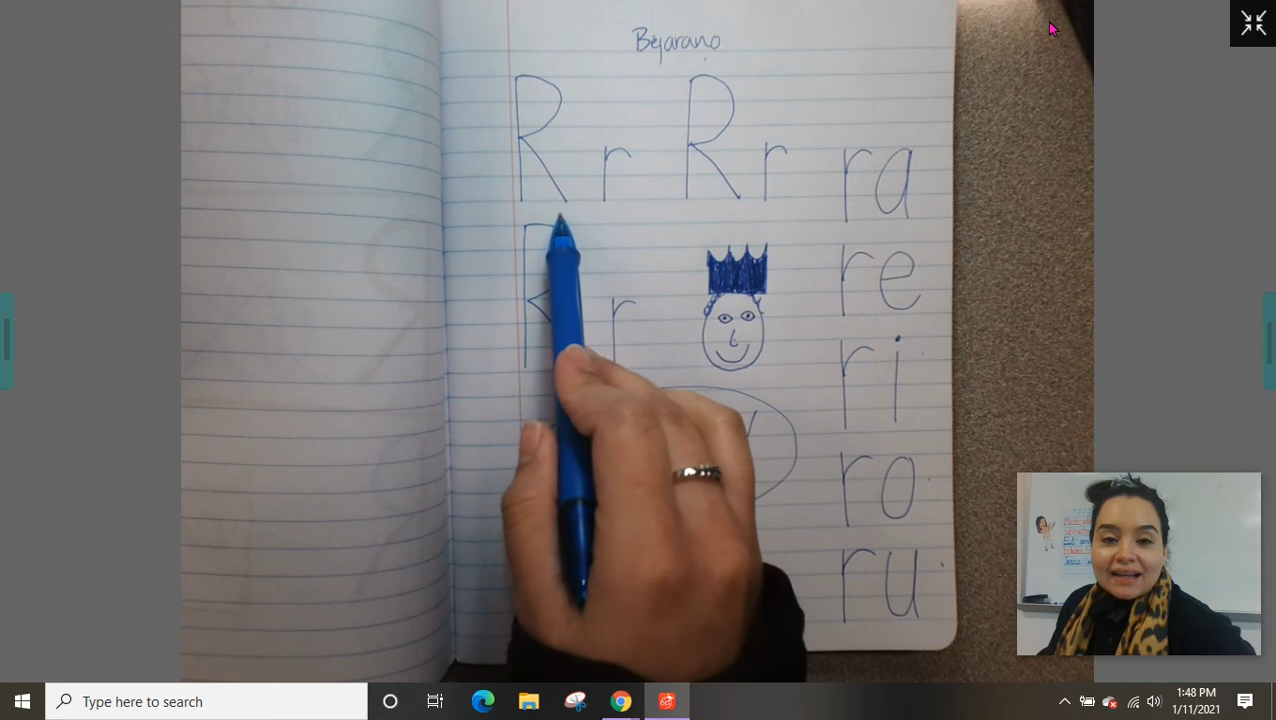 Bejarano
R r R r ra
R r re
ri
ro
ru
Type here to search
1:48 PM
1/11/2021